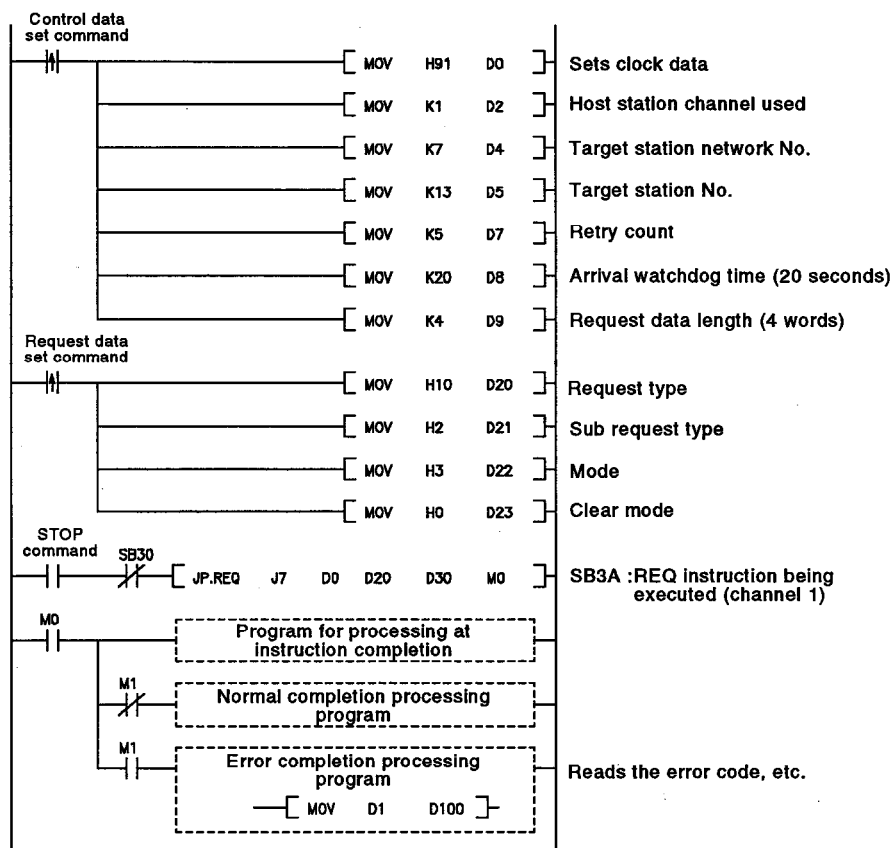 Control data
set command
MOV H91 D0 Sets clock data
MOV K1 D2 Host station channel used
MOV K7 D4 Target station network No.
MOV K13 D5 Target station No.
MOV K5 D7 Retry count
MOV K20 D8 Arrival watchdog time (20 seconds)
MOV K4 D9 Request data length (4 words)
Request data
set command
MOV H10 D20 Request type
MOV H2 D21 Sub request type
MOV H3 D22 Mode
MOV H0 D23 Clear mode
STOP
command
SB30
JP.REQ J7 D0 D20 D30 M0 SB3A :REQ instruction being
executed (channel 1)
M0
Program for processing at
instruction completion
M1
Normal completion processing
program
M1
Error completion processing
program
Reads the error code, etc.
MOV D1 D100